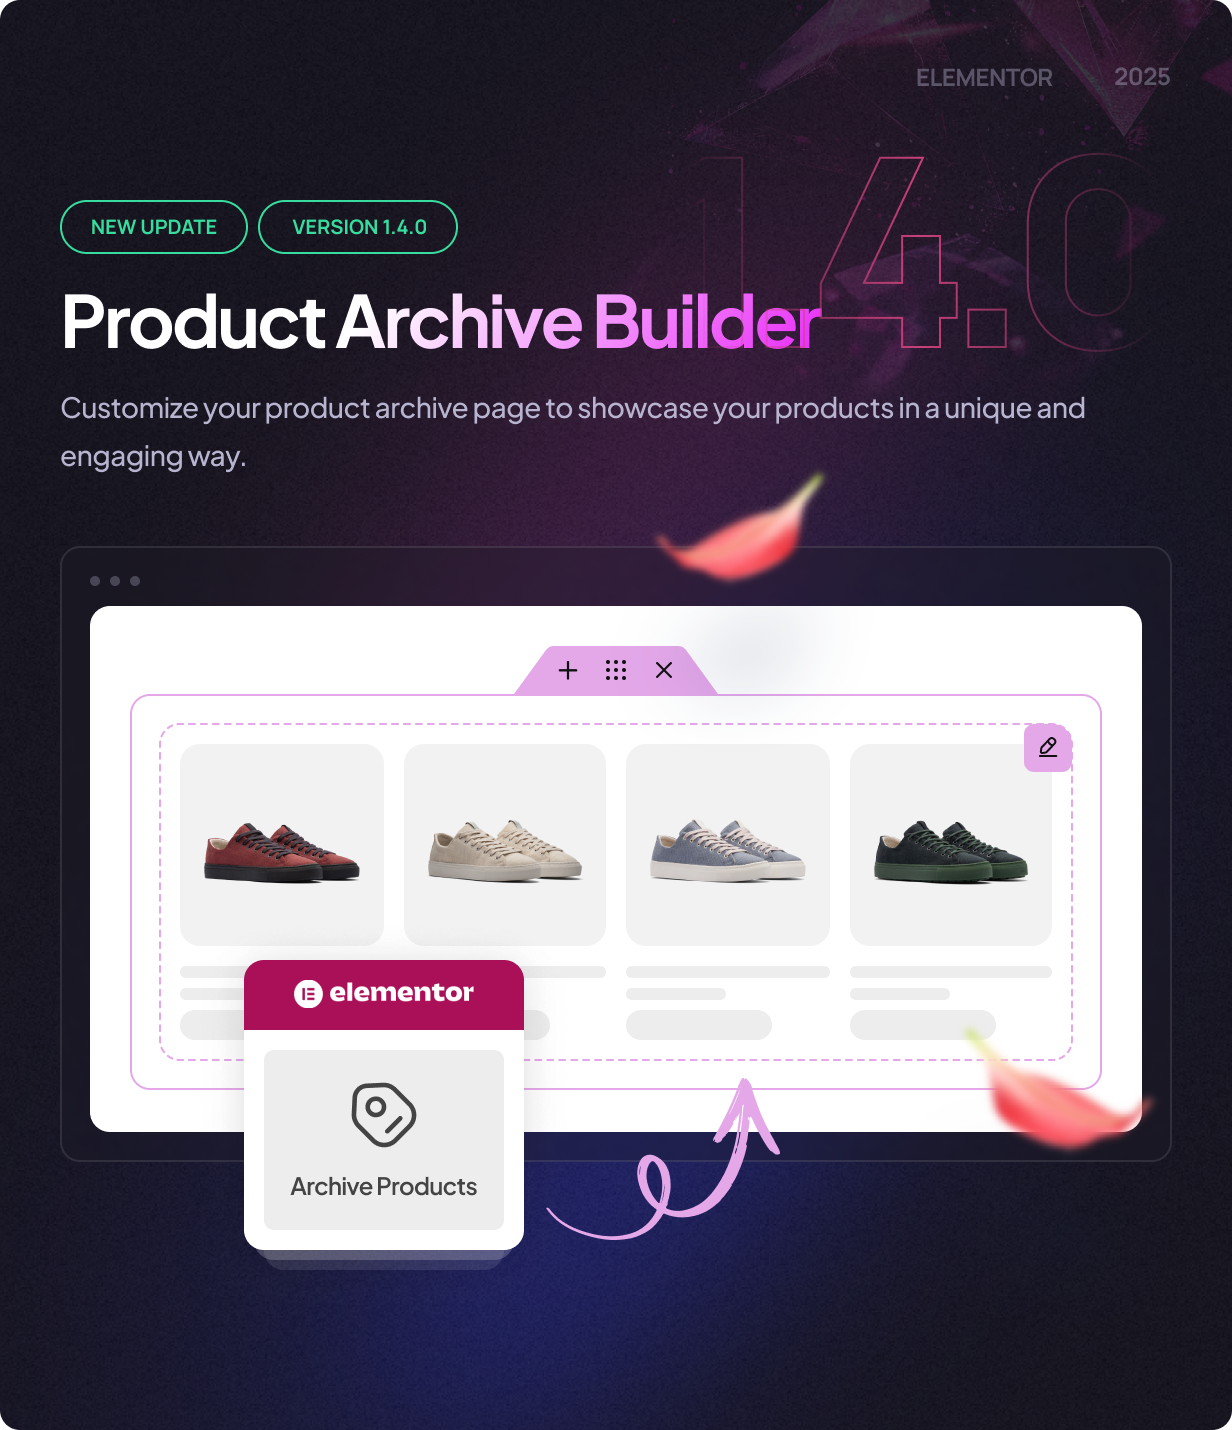 ELEMENTOR 2025
1.4.0
NEW UPDATE VERSION 1.4.0
Product Archive Builder
Customize your product archive page to showcase your products in a unique and
engaging way.
elementor
Archive Products